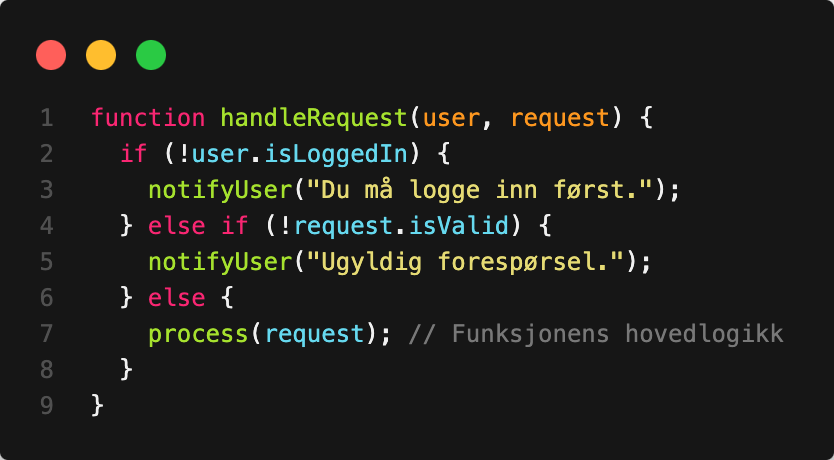 1 function handleRequest(user, request) {
2   if (!user.isLoggedIn) {
3     notifyUser("Du må logge inn først.");
4   } else if (!request.isValid) {
5     notifyUser("Ugyldig forespørsel.");
6   } else {
7     process(request); // Funksjonens hovedlogikk
8   }
9 }